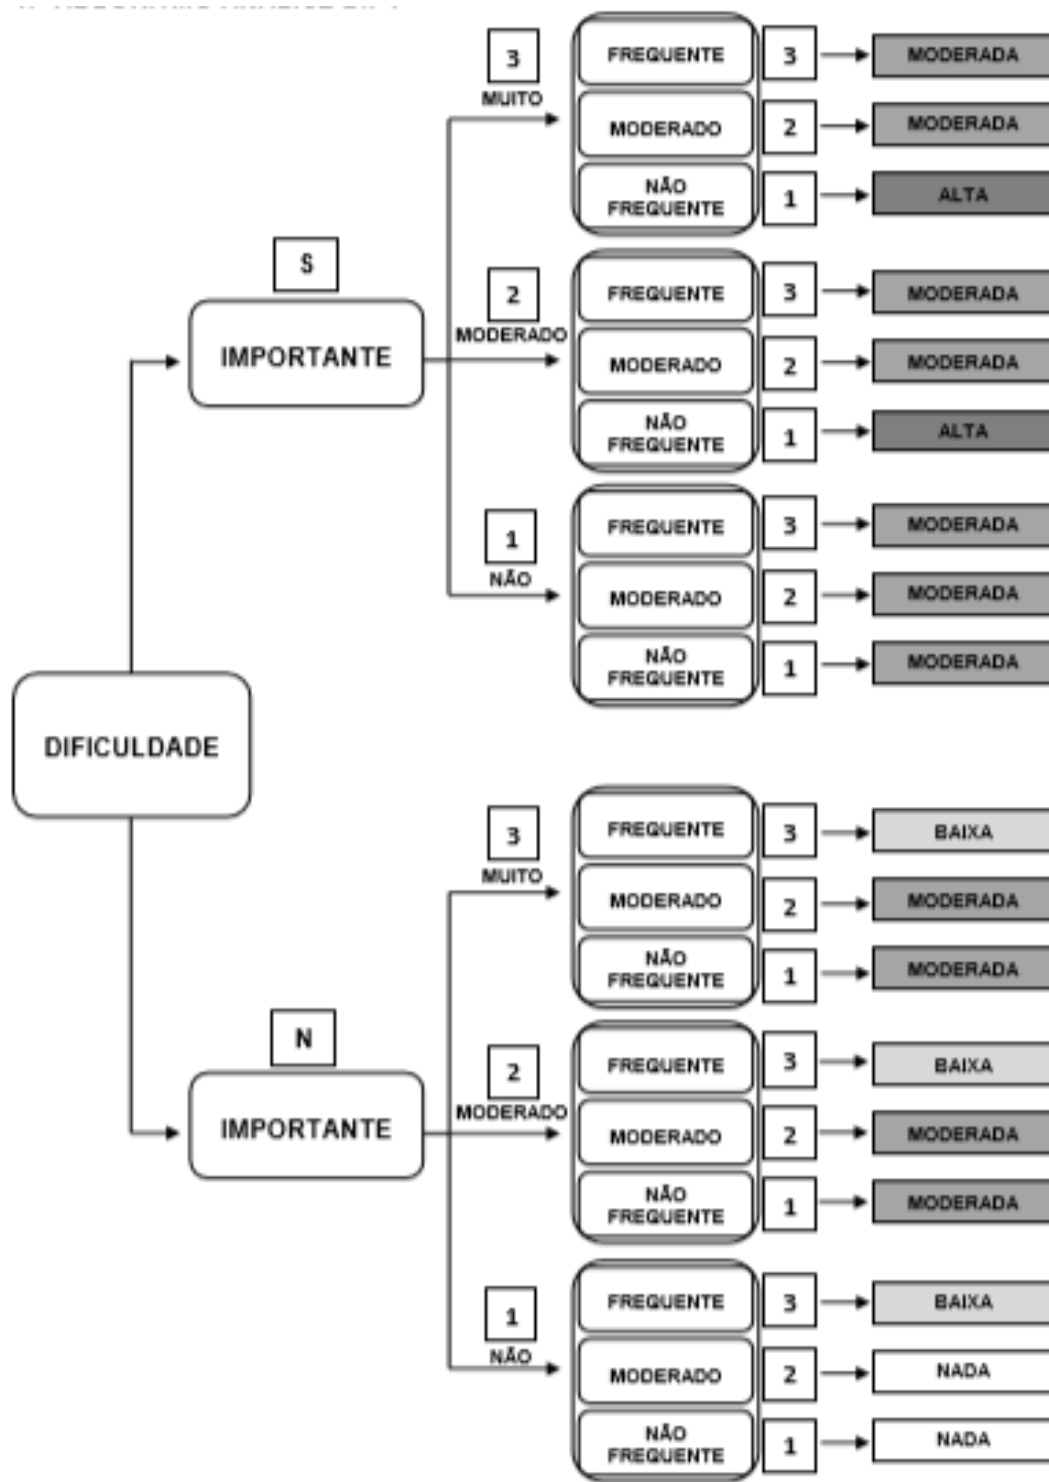 3
MUITO
FREQUENTE 3 MODERADA
MODERADO 2 MODERADA
NÃO
FREQUENTE 1 ALTA
S
IMPORTANTE
2
MODERADO
FREQUENTE 3 MODERADA
MODERADO 2 MODERADA
NÃO
FREQUENTE 1 ALTA
1
NÃO
FREQUENTE 3 MODERADA
MODERADO 2 MODERADA
NÃO
FREQUENTE 1 MODERADA
DIFICULDADE
3
MUITO
FREQUENTE 3 BAIXA
MODERADO 2 MODERADA
NÃO
FREQUENTE 1 MODERADA
N
IMPORTANTE
2
MODERADO
FREQUENTE 3 BAIXA
MODERADO 2 MODERADA
NÃO
FREQUENTE 1 MODERADA
1
NÃO
FREQUENTE 3 BAIXA
MODERADO 2 NADA
NÃO
FREQUENTE 1 NADA